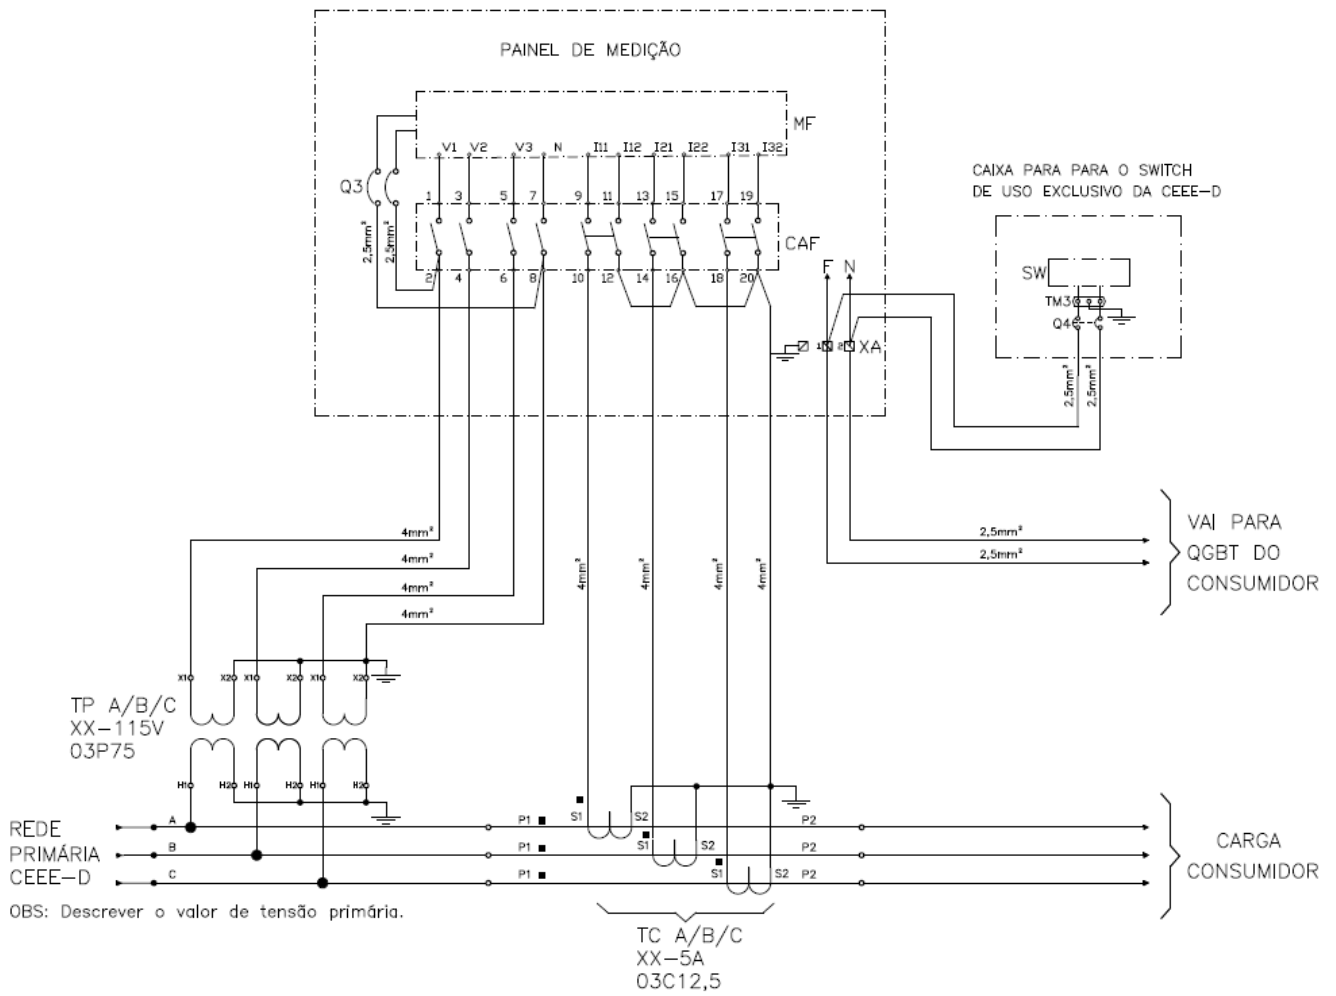 PAINEL DE MEDIÇÃO
MF
V1 V2 V3 N I11 I12 I21 I22 I31 I32
Q3
1 3 5 7 9 11 13 15 17 19
CAF
2 4 6 8 10 12 14 16 18 20
2,5mm²
2,5mm²
F N
1 2 XA
CAIXA PARA PARA O SWITCH
DE USO EXCLUSIVO DA CEEE-D
SW
TM3
Q4
2,5mm²
2,5mm²
4mm²
4mm²
4mm²
4mm²
4mm²
4mm²
4mm²
4mm²
2,5mm²
2,5mm²
VAI PARA
QGBT DO
CONSUMIDOR
X1 X2 X1 X2 X1 X2
TP A/B/C
XX-115V
03P75
H1 H2 H1 H2 H1 H2
REDE
PRIMÁRIA
CEEE-D
A P1 S1 S2 P2
B P1 S1 S2 P2
C P1 S1 S2 P2
CARGA
CONSUMIDOR
OBS: Descrever o valor de tensão primária.
TC A/B/C
XX-5A
03C12,5